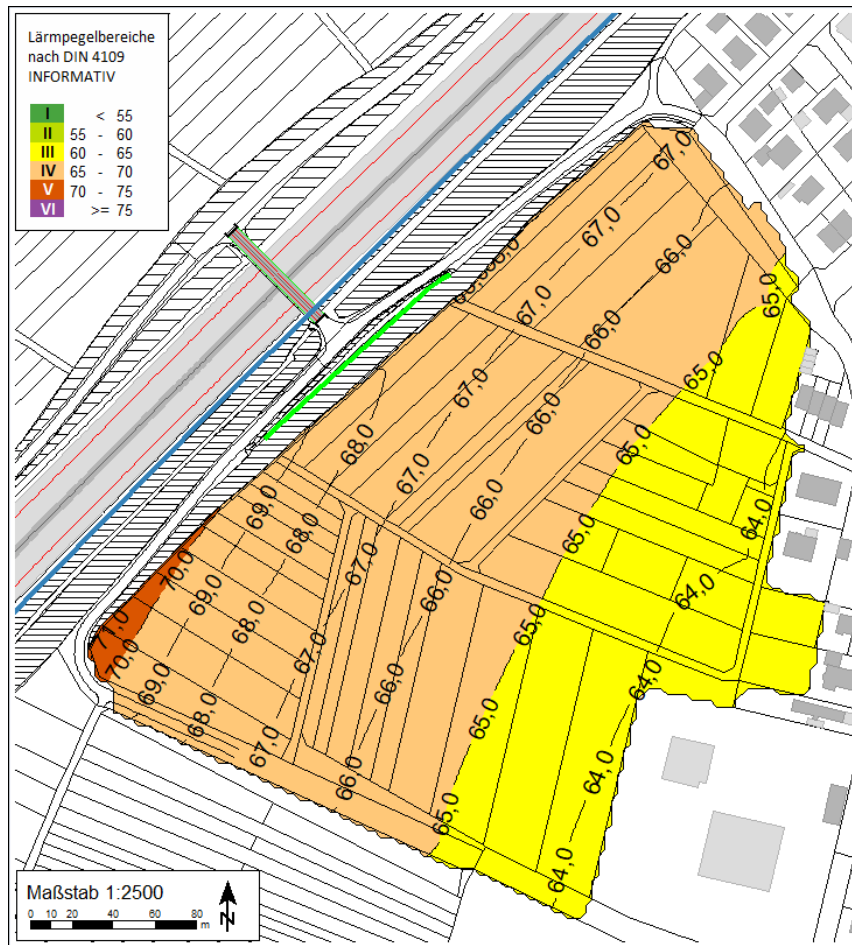 Lärmpegelbereiche
nach DIN 4109
INFORMATIV
I < 55
II 55 - 60
III 60 - 65
IV 65 - 70
V 70 - 75
VI >= 75
67,0
67,0
66,0
65,0
67,0
66,0
65,0
67,0
66,0
65,0
68,0
67,0
66,0
65,0
64,0
69,0
68,0
67,0
66,0
65,0
64,0
70,0
69,0
68,0
67,0
66,0
65,0
64,0
71,0
70,0
69,0
68,0
67,0
66,0
65,0
64,0
64,0
Maßstab 1:2500
0 10 20 40 60 80
m
N